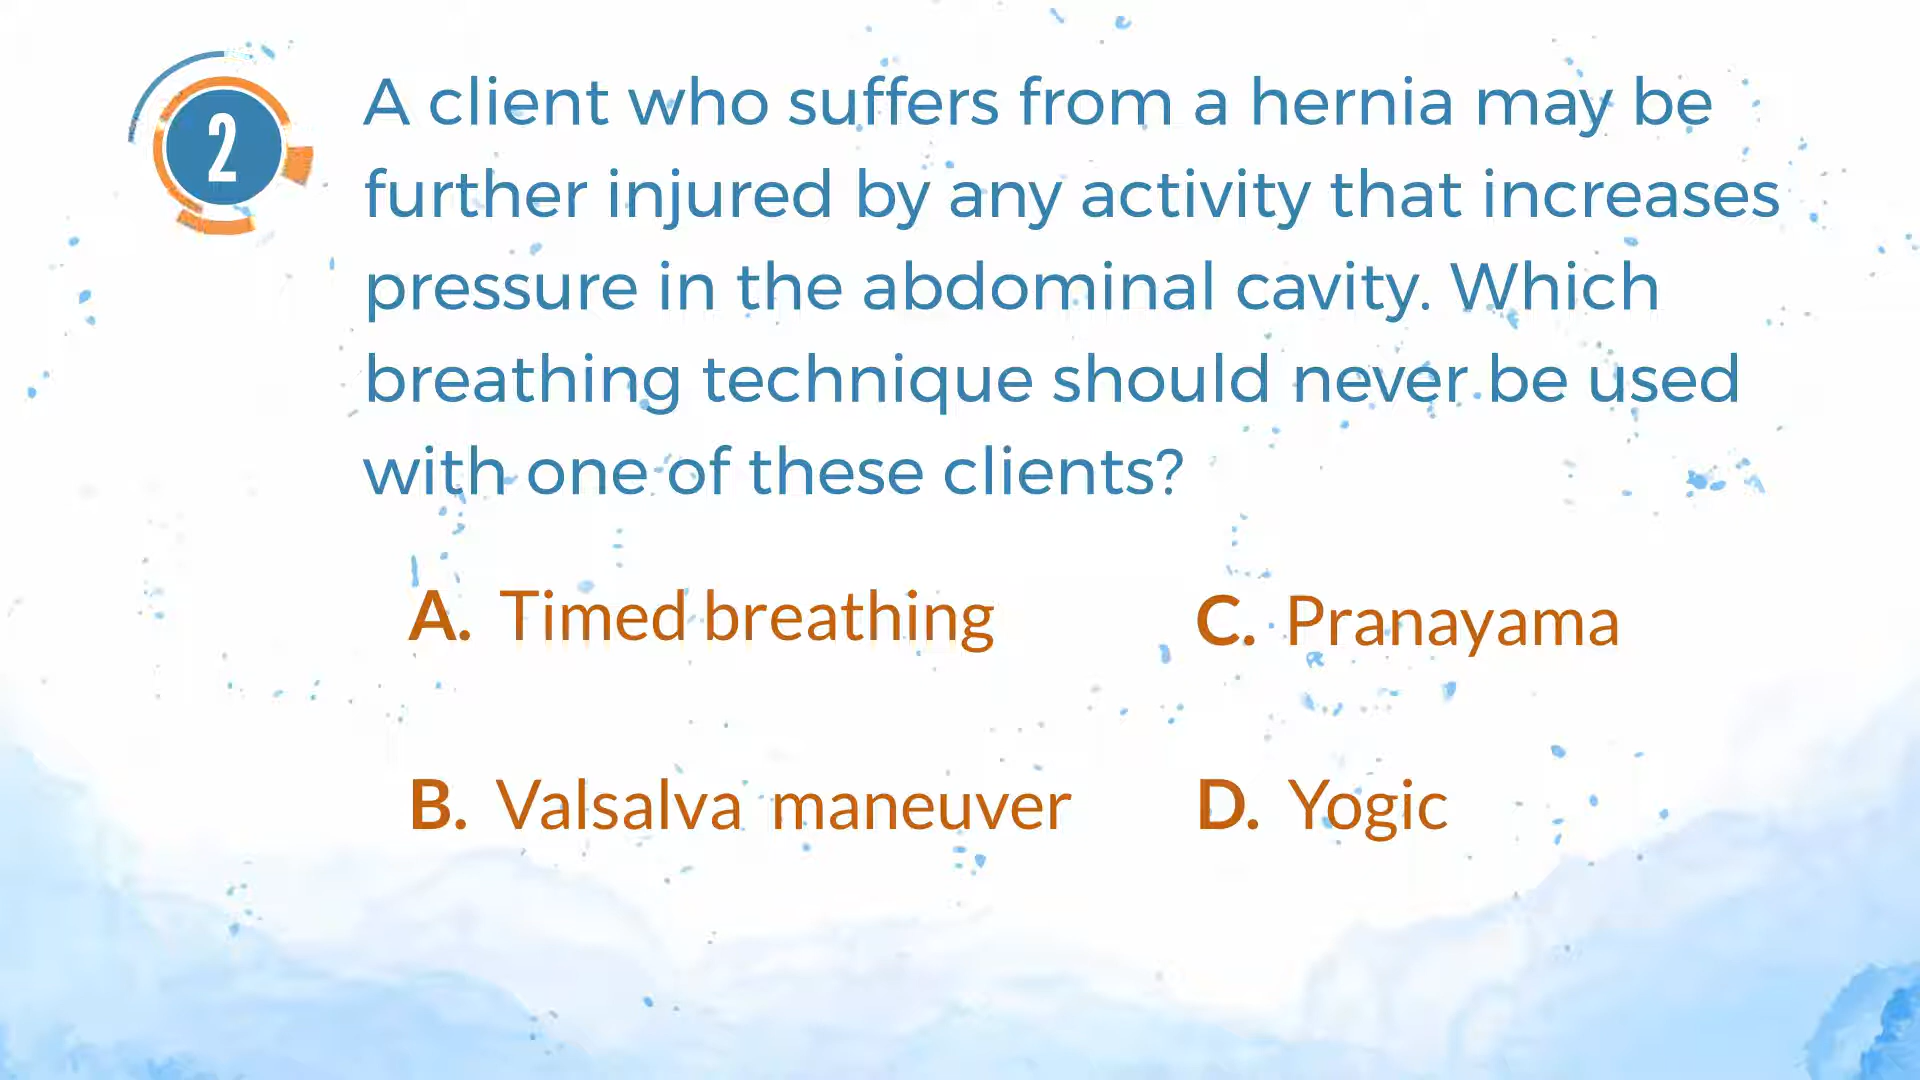 2
A client who suffers from a hernia may be
further injured by any activity that increases
pressure in the abdominal cavity. Which
breathing technique should never be used
with one of these clients?
A. Timed breathing
C. Pranayama
B. Valsalva maneuver
D. Yogic